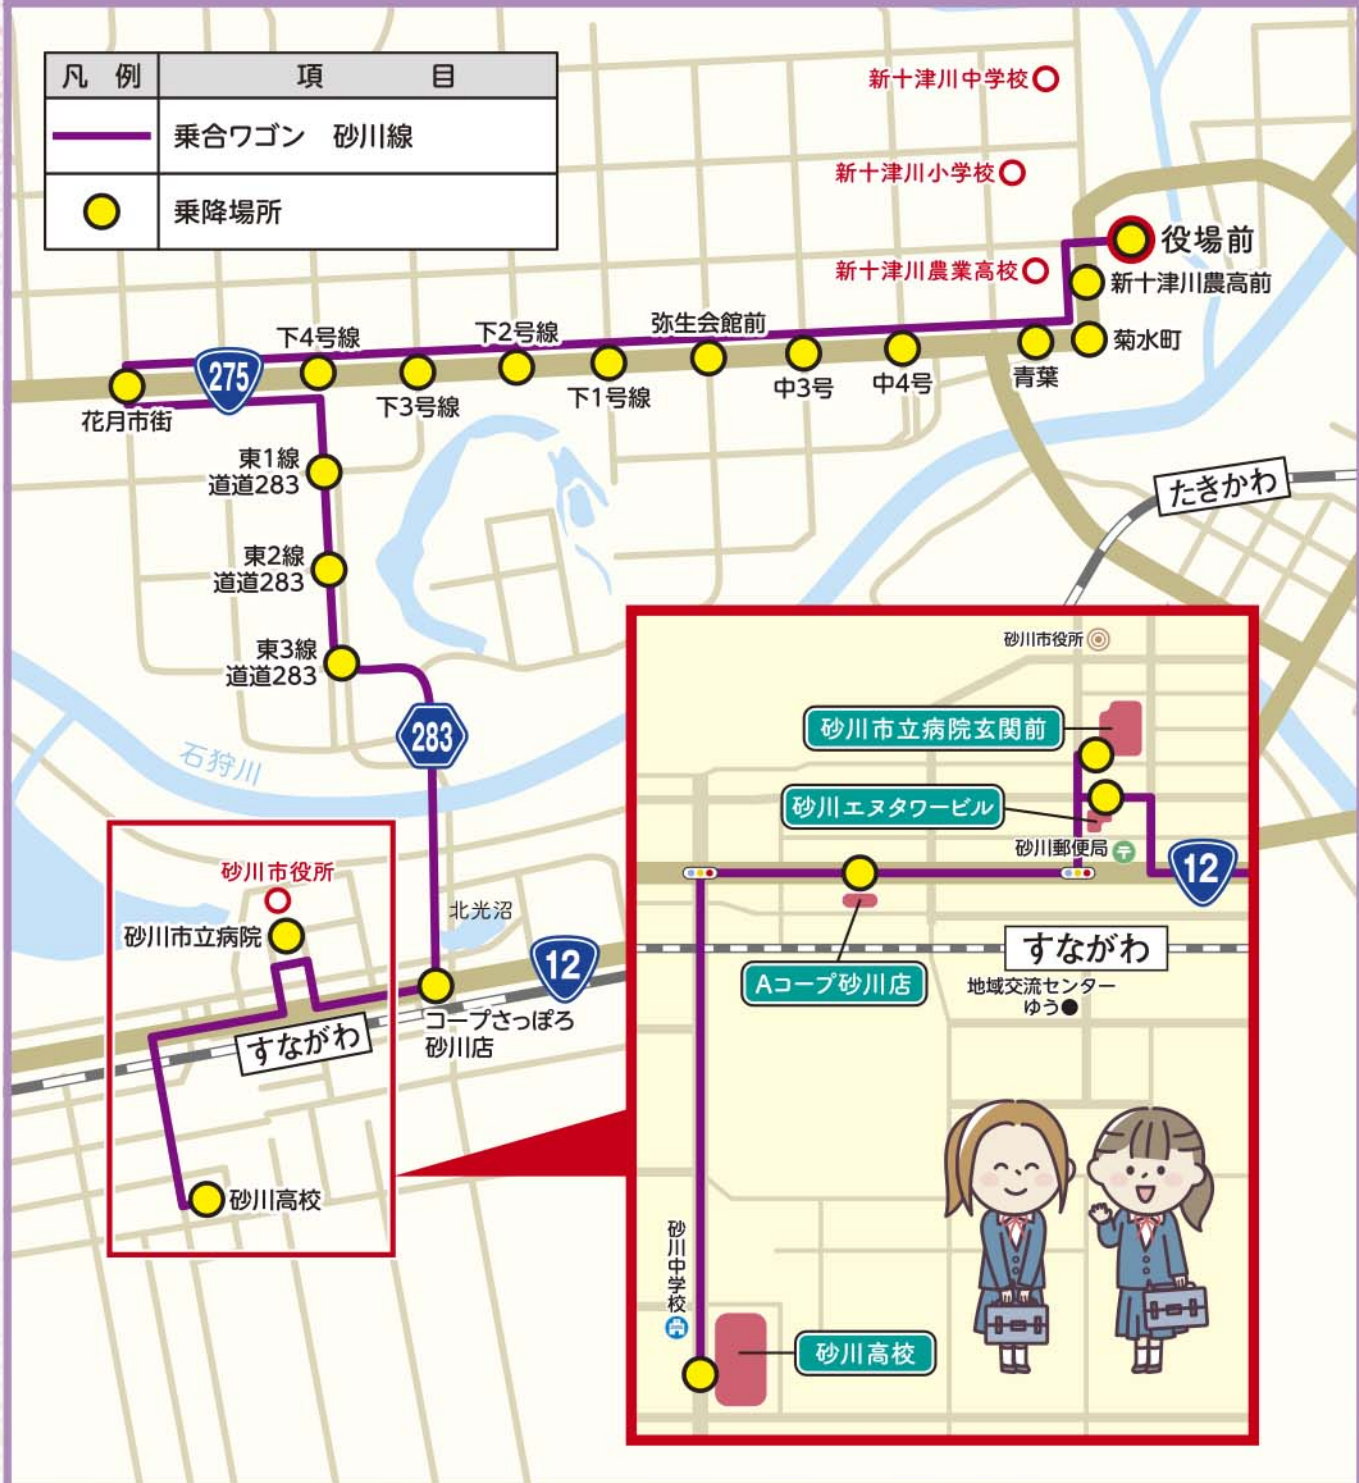 凡　例
項　目
乗合ワゴン　砂川線
乗降場所
新十津川中学校
新十津川小学校
新十津川農業高校
役場前
新十津川農高前
菊水町
青葉
中4号
中3号
弥生会館前
下1号線
下2号線
下3号線
下4号線
275
花月市街
東1線
道道283
東2線
道道283
東3線
道道283
283
石狩川
たきかわ
砂川市役所
砂川市立病院
北光沼
12
コープさっぽろ
砂川店
すながわ
砂川高校
砂川市役所
砂川市立病院玄関前
砂川エヌタワービル
砂川郵便局
12
すながわ
Aコープ砂川店
地域交流センター
ゆう
砂川中学校
砂川高校